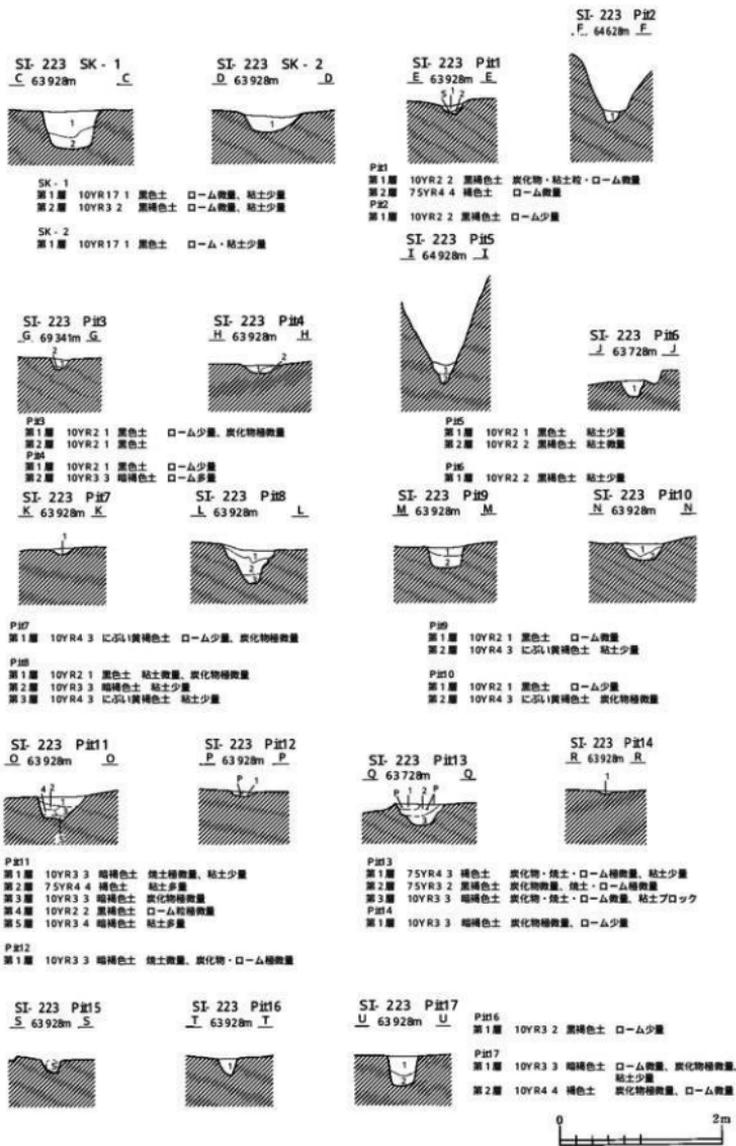 SI- 223 SK - 1
C 63 928m C
SI- 223 SK - 2
D 63 928m D
SI- 223 Pit1
E 63 928m E
SI- 223 Pit2
F 64 628m F
1
2
1
S 1 2
1
SK - 1
第1層 10YR17 1 黒色土 ローム微量、粘土少量
第2層 10YR3 2 黒褐色土 ローム微量、粘土少量
SK - 2
第1層 10YR17 1 黒色土 ローム・粘土少量
Pit1
第1層 10YR2 2 黒褐色土 炭化物・粘土粒・ローム微量
第2層 75YR4 4 褐色土 ローム微量
Pit2
第1層 10YR2 2 黒褐色土 ローム少量
SI- 223 Pit3
G 69 341m G
SI- 223 Pit4
H 63 928m H
SI- 223 Pit5
I 64 928m I
SI- 223 Pit6
J 63 728m J
2
2
1
Pit3
第1層 10YR2 1 黒色土 ローム少量、炭化物極微量
第2層 10YR2 1 黒色土
Pit4
第1層 10YR2 1 黒色土 ローム少量
第2層 10YR3 3 暗褐色土 ローム多量
Pit5
第1層 10YR2 1 黒色土 粘土少量
第2層 10YR2 2 黒褐色土 粘土微量
Pit6
第1層 10YR2 2 黒褐色土 粘土少量
SI- 223 Pit7
K 63 928m K
SI- 223 Pit8
L 63 928m L
SI- 223 Pit9
M 63 928m M
SI- 223 Pit10
N 63 928m N
1
1
2
3
1
2
1
Pit7
第1層 10YR4 3 にぶい黄褐色土 ローム少量、炭化物極微量
Pit8
第1層 10YR2 1 黒色土 粘土微量、炭化物極微量
第2層 10YR3 3 暗褐色土 粘土少量
第3層 10YR4 3 にぶい黄褐色土 粘土少量
Pit9
第1層 10YR2 1 黒色土 ローム微量
第2層 10YR4 3 にぶい黄褐色土 粘土少量
Pit10
第1層 10YR2 1 黒色土 ローム少量
第2層 10YR4 3 にぶい黄褐色土 炭化物極微量
SI- 223 Pit11
O 63 928m O
SI- 223 Pit12
P 63 928m P
SI- 223 Pit13
Q 63 728m Q
SI- 223 Pit14
R 63 928m R
4 2
1
P 1
P 1 2 P
1
Pit11
第1層 10YR3 3 暗褐色土 焼土極微量、粘土少量
第2層 75YR4 4 褐色土 粘土多量
第3層 10YR3 3 暗褐色土 炭化物極微量
第4層 10YR2 2 黒褐色土 ローム粒極微量
第5層 10YR3 4 暗褐色土 粘土多量
Pit12
第1層 10YR3 3 暗褐色土 焼土微量、炭化物・ローム極微量
Pit13
第1層 75YR4 3 褐色土 炭化物・焼土・ローム極微量、粘土少量
第2層 75YR3 2 黒褐色土 炭化物微量、焼土・ローム極微量
第3層 10YR3 3 暗褐色土 炭化物・焼土・ローム微量、粘土ブロック
Pit14
第1層 10YR3 3 暗褐色土 炭化物極微量、ローム少量
SI- 223 Pit15
S 63 928m S
SI- 223 Pit16
T 63 928m T
SI- 223 Pit17
U 63 928m U
S
1
1
2
Pit16
第1層 10YR3 2 黒褐色土 ローム少量
Pit17
第1層 10YR3 3 暗褐色土 ローム微量、炭化物極微量、
粘土少量
第2層 10YR4 4 褐色土 炭化物極微量、ローム微量
0 2m